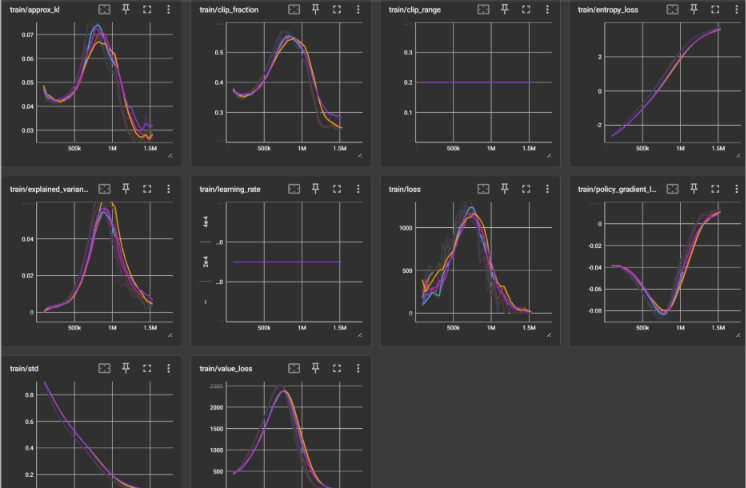 train/approx_kl
0.07
0.06
0.05
0.04
0.03
500k 1M 1.5M
train/clip_fraction
0.5
0.4
0.3
500k 1M 1.5M
train/clip_range
0.3
0.2
0.1
500k 1M 1.5M
train/entropy_loss
2
0
-2
500k 1M 1.5M
train/explained_varian...
0.04
0.02
0
500k 1M 1.5M
train/learning_rate
4e-4
2e-4
500k 1M 1.5M
train/loss
1000
500
0
500k 1M 1.5M
train/policy_gradient_l...
0
-0.02
-0.04
-0.06
-0.08
500k 1M 1.5M
train/std
0.8
0.6
0.4
0.2
train/value_loss
2500
2000
1500
1000
500